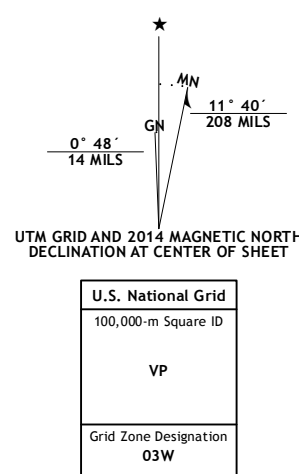 ★
MN
GN
11° 40´
208 MILS
0° 48´
14 MILS
UTM GRID AND 2014 MAGNETIC NORTH
DECLINATION AT CENTER OF SHEET
U.S. National Grid
100,000-m Square ID
VP
Grid Zone Designation
03W